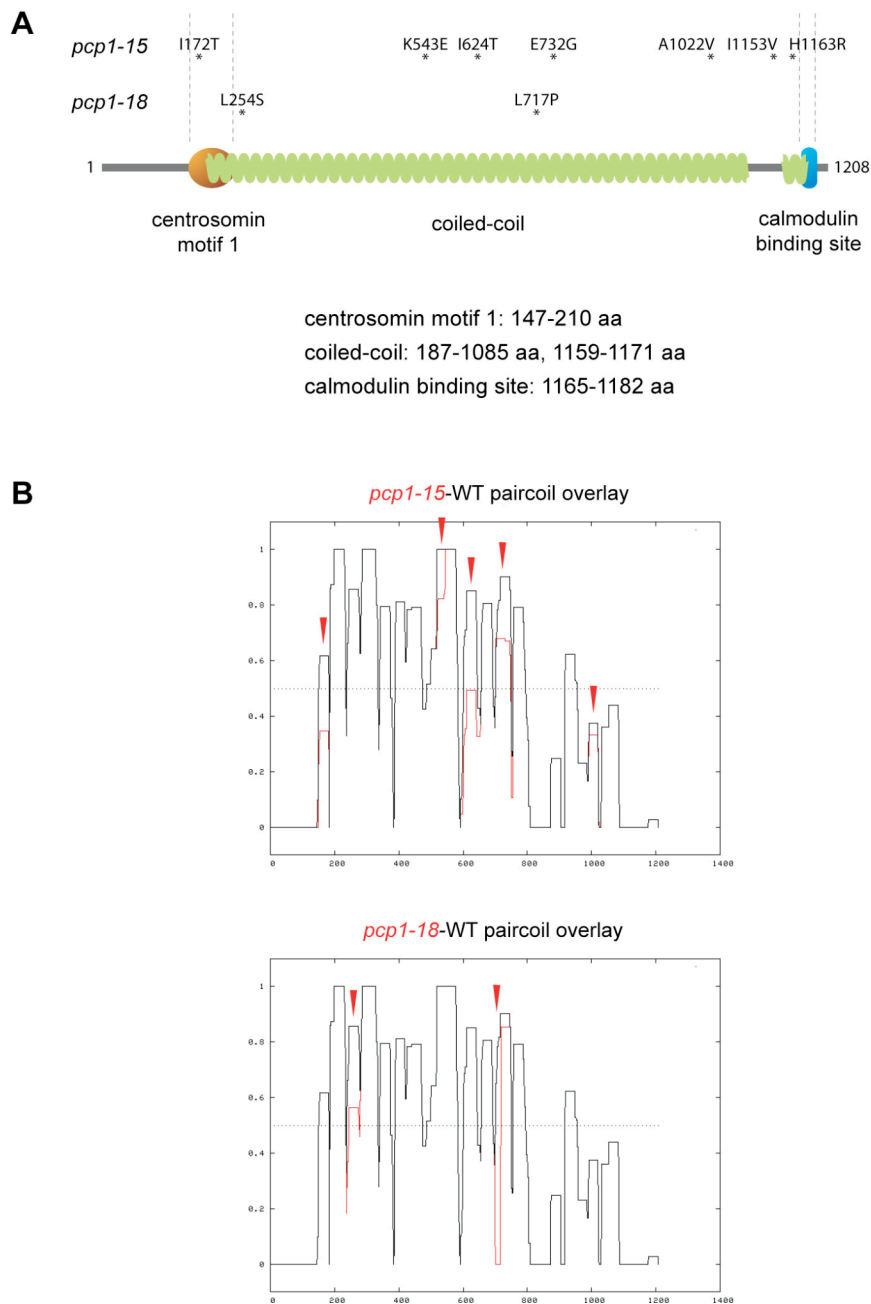 A
pcp1-15 I172T K543E I624T E732G A1022V I1153V H1163R
* * * * * * *
pcp1-18 L254S L717P
* *
1 1208
centrosomin motif 1 coiled-coil calmodulin binding site
centrosomin motif 1: 147-210 aa
coiled-coil: 187-1085 aa, 1159-1171 aa
calmodulin binding site: 1165-1182 aa
B
pcp1-15-WT paircoil overlay
1
0.8
0.6
0.4
0.2
0
0 200 400 600 800 1000 1200 1400
pcp1-18-WT paircoil overlay
1
0.8
0.6
0.4
0.2
0
0 200 400 600 800 1000 1200 1400